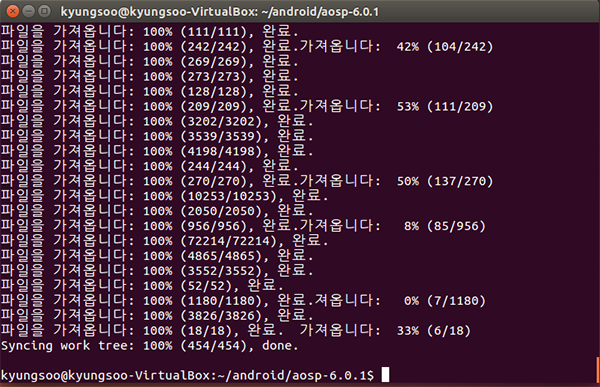 kyungsoo@kyungsoo-VirtualBox: ~/android/aosp-6.0.1
파일을 가져옵니다: 100% (111/111), 완료.
파일을 가져옵니다: 100% (242/242), 완료.가져옵니다:  42% (104/242)
파일을 가져옵니다: 100% (269/269), 완료.
파일을 가져옵니다: 100% (273/273), 완료.
파일을 가져옵니다: 100% (128/128), 완료.
파일을 가져옵니다: 100% (209/209), 완료.가져옵니다:  53% (111/209)
파일을 가져옵니다: 100% (3202/3202), 완료.
파일을 가져옵니다: 100% (3539/3539), 완료.
파일을 가져옵니다: 100% (4198/4198), 완료.
파일을 가져옵니다: 100% (244/244), 완료.
파일을 가져옵니다: 100% (270/270), 완료.가져옵니다:  50% (137/270)
파일을 가져옵니다: 100% (10253/10253), 완료.
파일을 가져옵니다: 100% (2050/2050), 완료.
파일을 가져옵니다: 100% (956/956), 완료.가져옵니다:   8% (85/956)
파일을 가져옵니다: 100% (72214/72214), 완료.
파일을 가져옵니다: 100% (4865/4865), 완료.
파일을 가져옵니다: 100% (3552/3552), 완료.
파일을 가져옵니다: 100% (52/52), 완료.
파일을 가져옵니다: 100% (1180/1180), 완료.져옵니다:   0% (7/1180)
파일을 가져옵니다: 100% (3826/3826), 완료.
파일을 가져옵니다: 100% (18/18), 완료.  가져옵니다:  33% (6/18)
Syncing work tree: 100% (454/454), done.
kyungsoo@kyungsoo-VirtualBox:~/android/aosp-6.0.1$